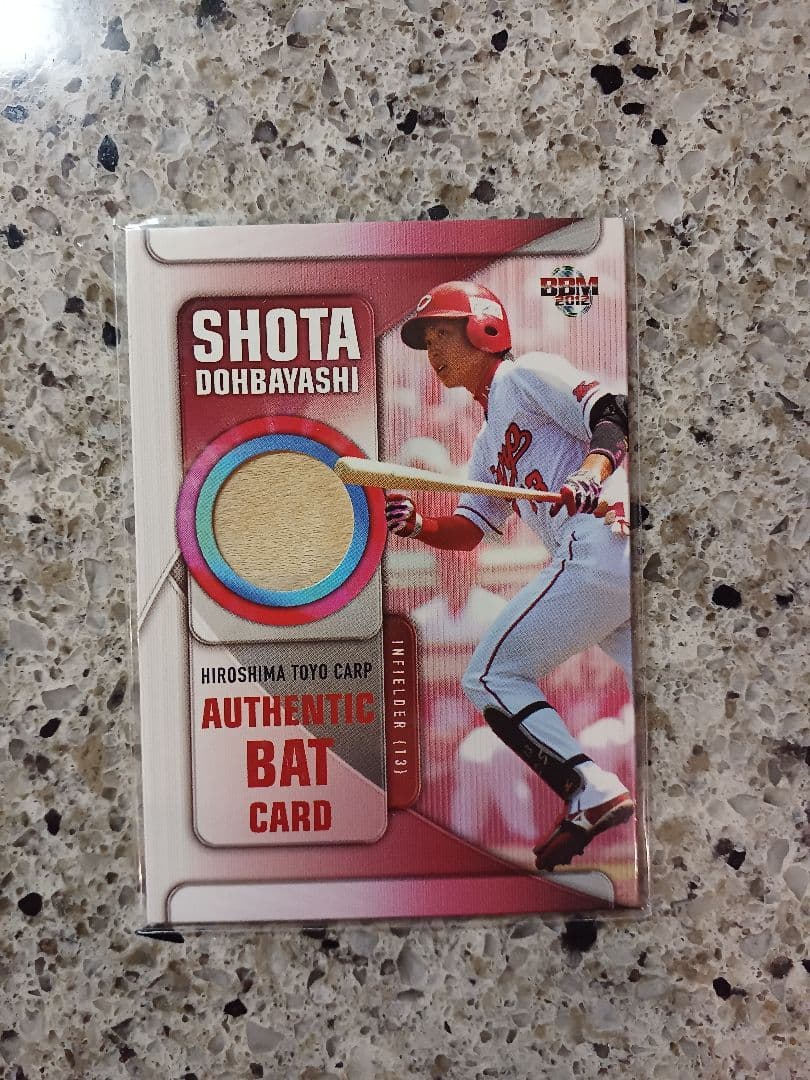 SHOTA
DOHBAYASHI
BBM
2012
HIROSHIMA TOYO CARP
AUTHENTIC
BAT
CARD
INFIELDER {13}